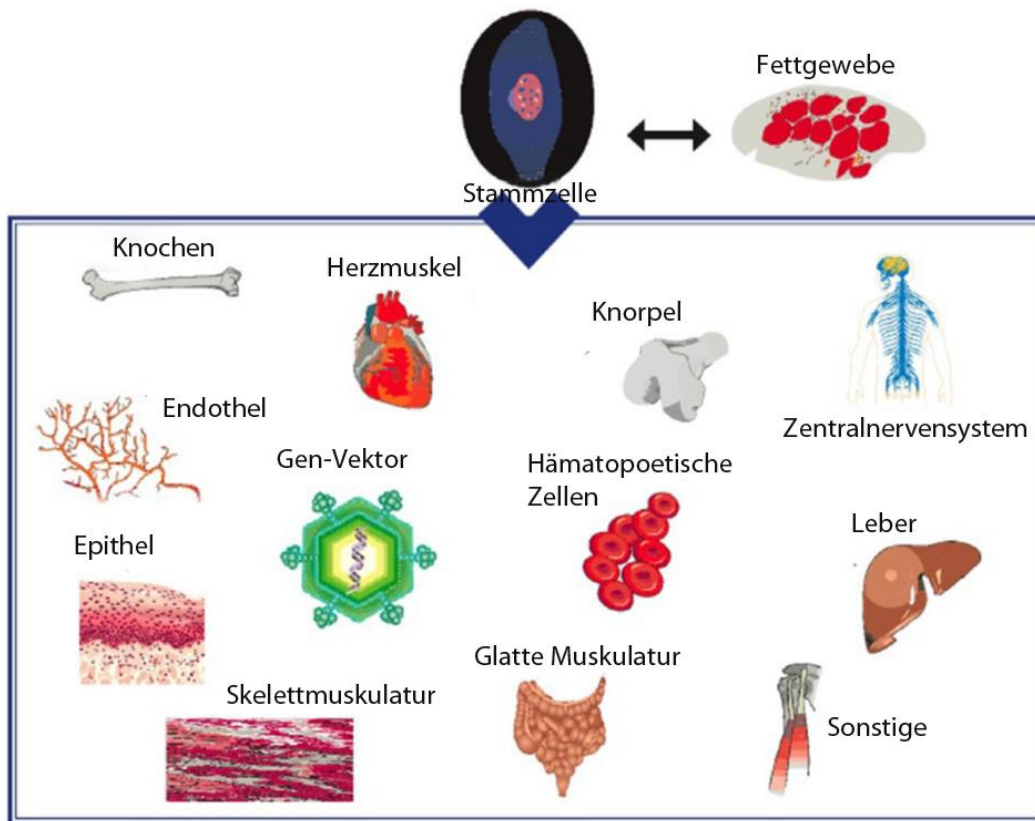 Fettgewebe
Stammzelle
Knochen
Herzmuskel
Knorpel
Zentralnervensystem
Endothel
Gen-Vektor
Hämatopoetische
Zellen
Leber
Epithel
Glatte Muskulatur
Skelettmuskulatur
Sonstige